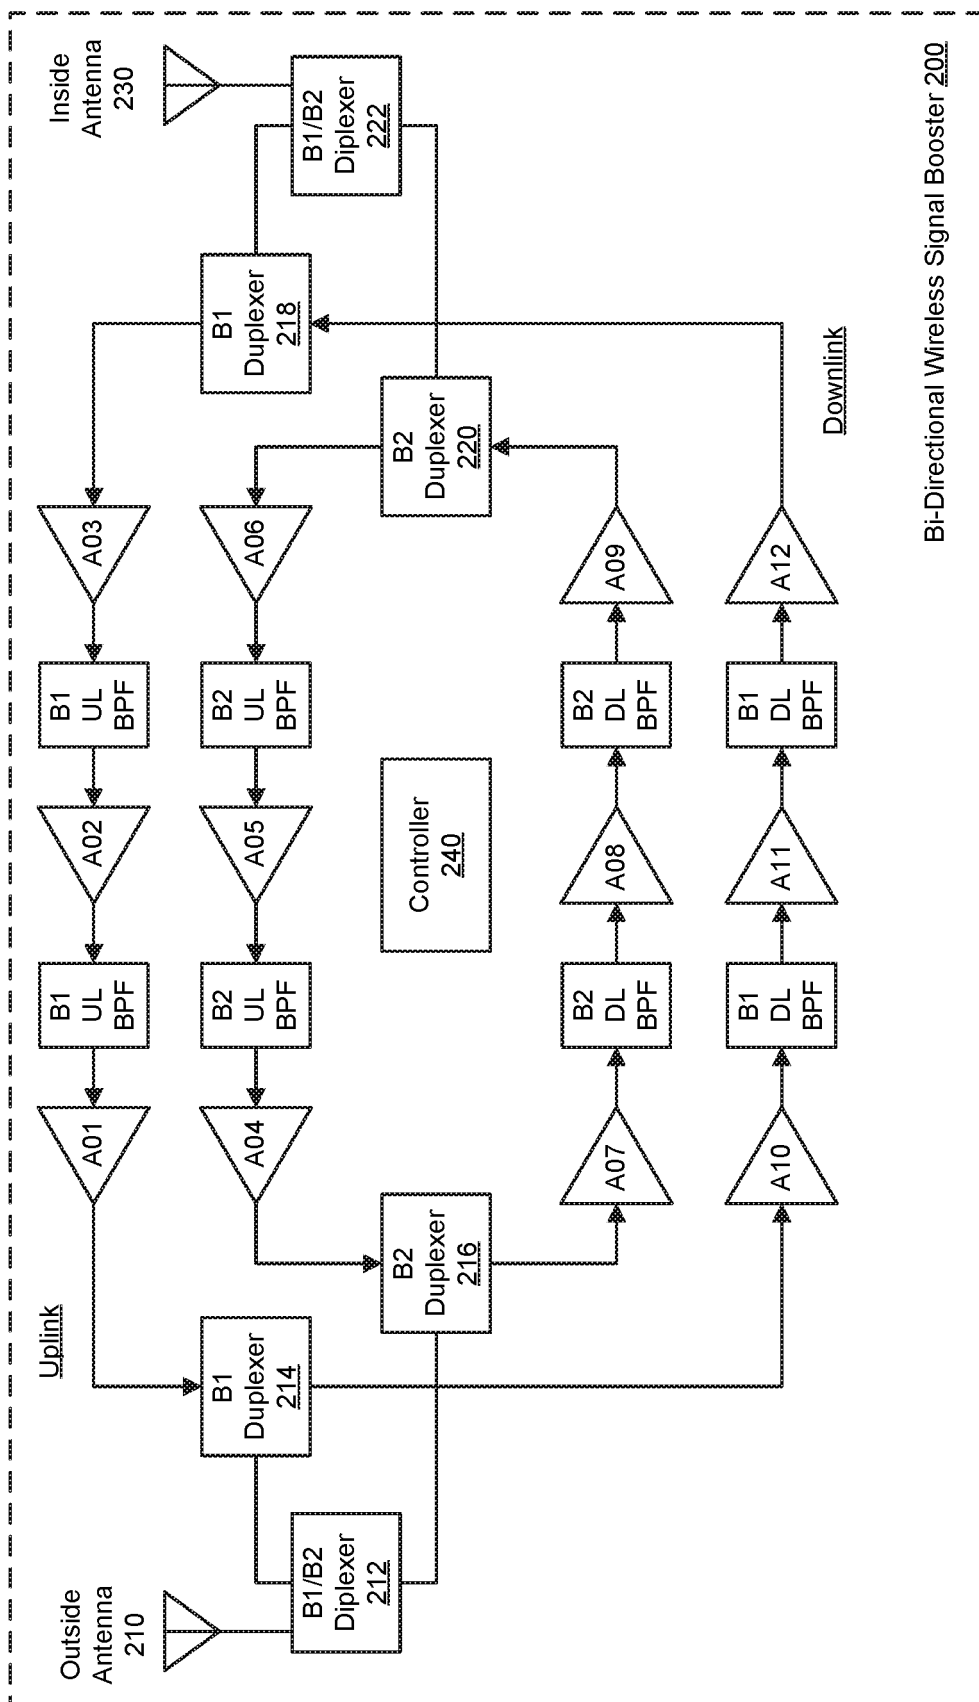 Outside
Antenna
210
Uplink
Inside
Antenna
230
A01
B1
UL
BPF
A02
B1
UL
BPF
A03
B1
Duplexer
214
A04
B2
UL
BPF
A05
B2
UL
BPF
A06
B1
Duplexer
218
B1/B2
Diplexer
212
B1/B2
Diplexer
222
B2
Duplexer
216
Controller
240
B2
Duplexer
220
A07
B2
DL
BPF
A08
B2
DL
BPF
A09
A10
B1
DL
BPF
A11
B1
DL
BPF
A12
Downlink
Bi-Directional Wireless Signal Booster 200